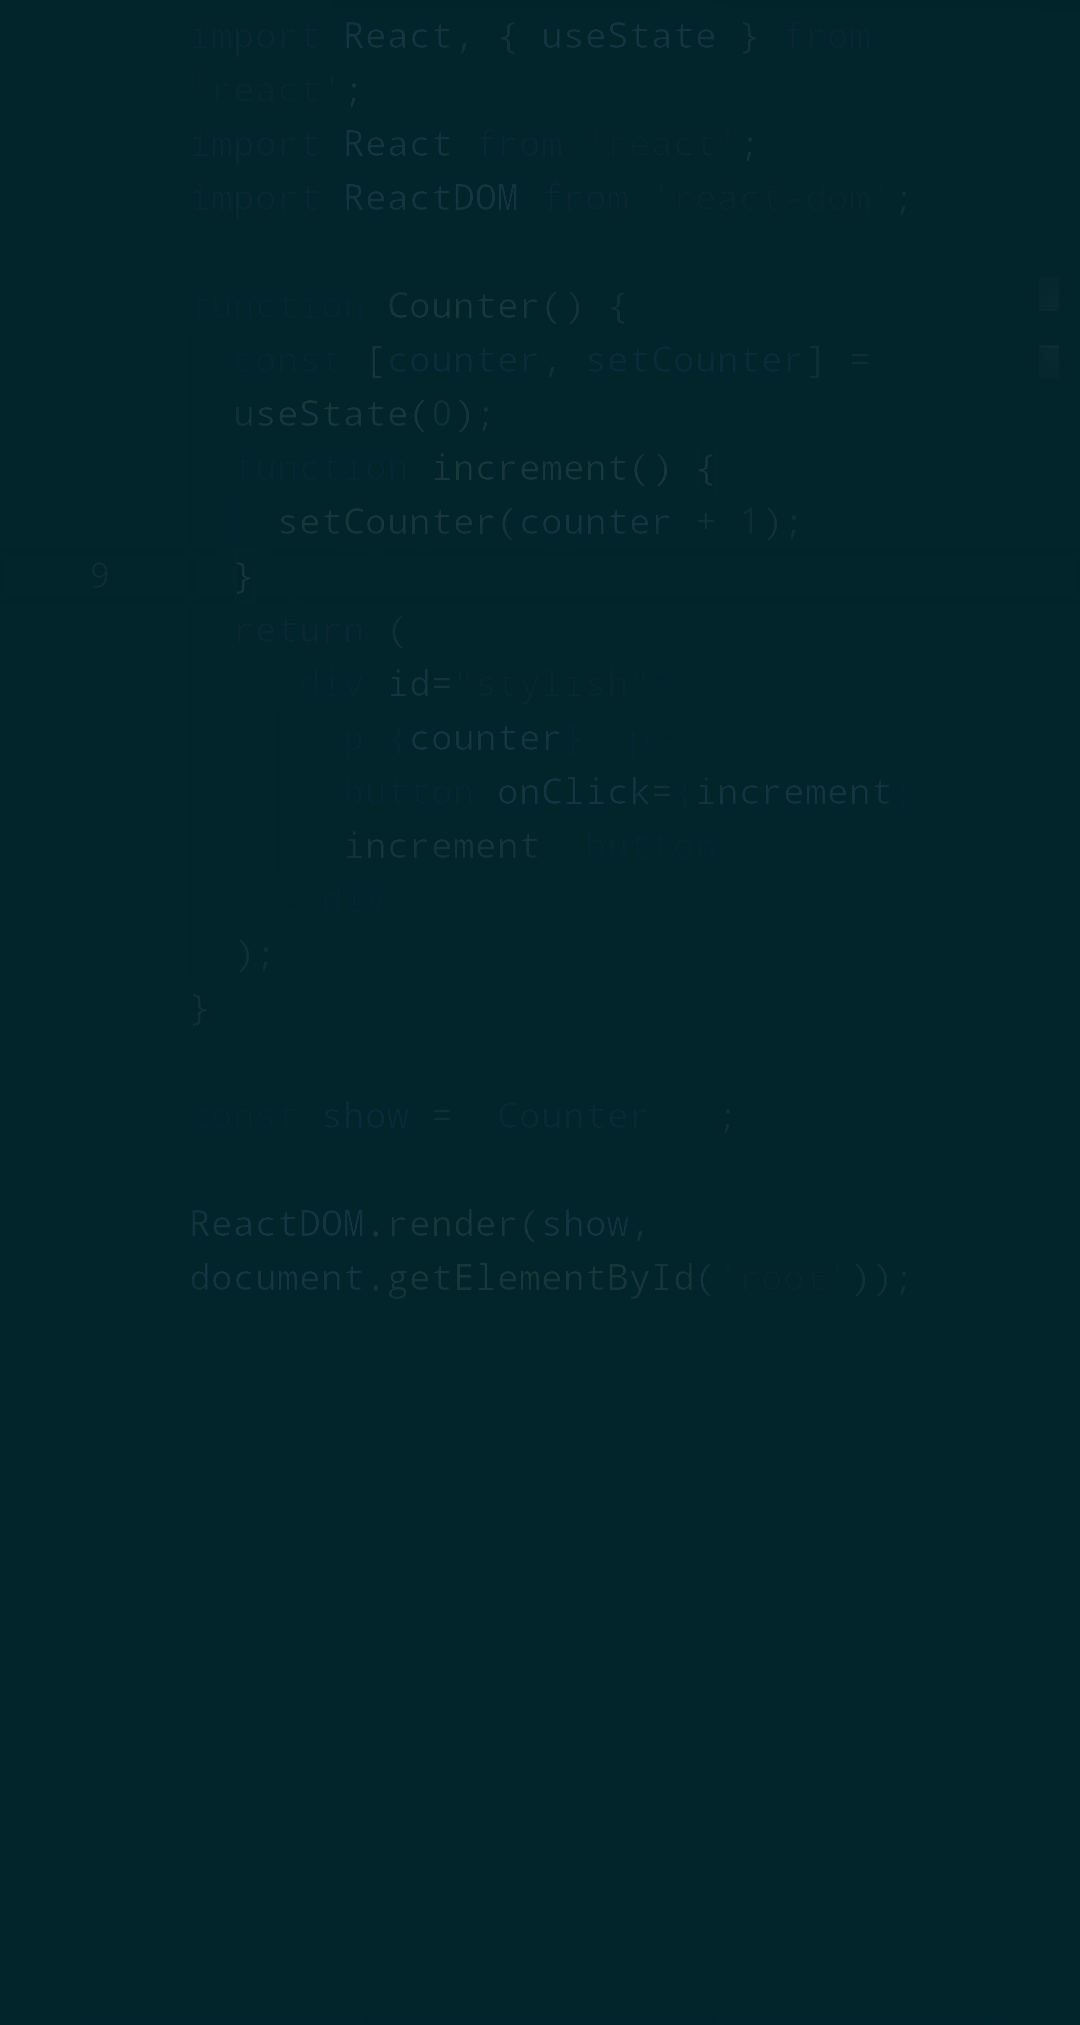 import React, { useState } from
'react';
import React from 'react';
import ReactDOM from 'react-dom';
function Counter() {
const [counter, setCounter] =
useState(0);
function increment() {
setCounter(counter + 1);
9 }
return (
div id="stylish"
p {counter} p
button onClick={increment}
increment button
div
);
}
const show = Counter ;
ReactDOM.render(show,
document.getElementById('root'));